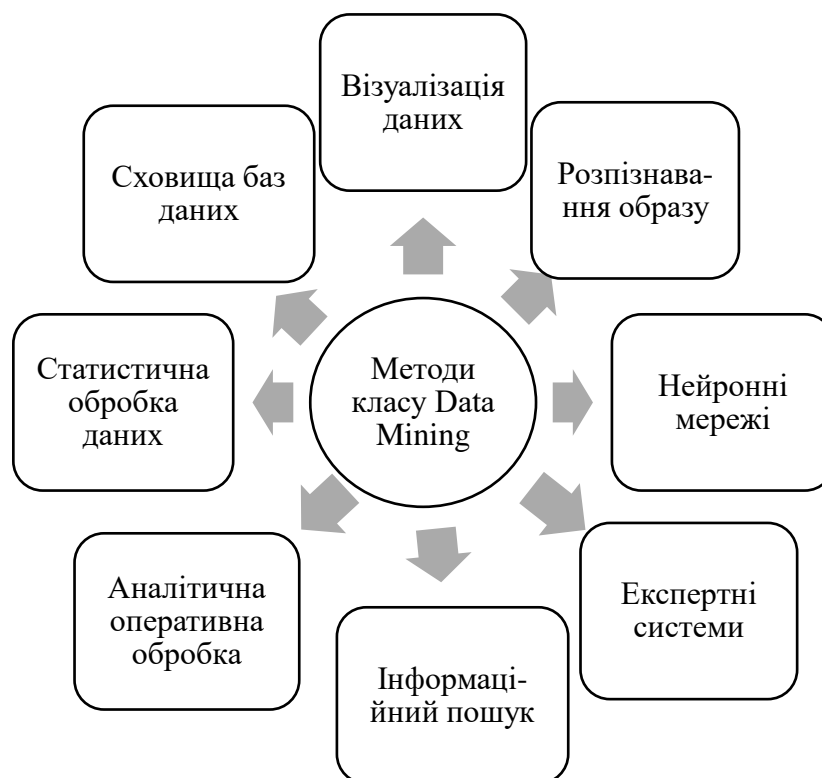 Візуалізація
даних
Сховища баз
даних
Розпізнава-
ння образу
Статистична
обробка
даних
Методи
класу Data
Mining
Нейронні
мережі
Аналітична
оперативна
обробка
Експертні
системи
Інформаці-
йний пошук